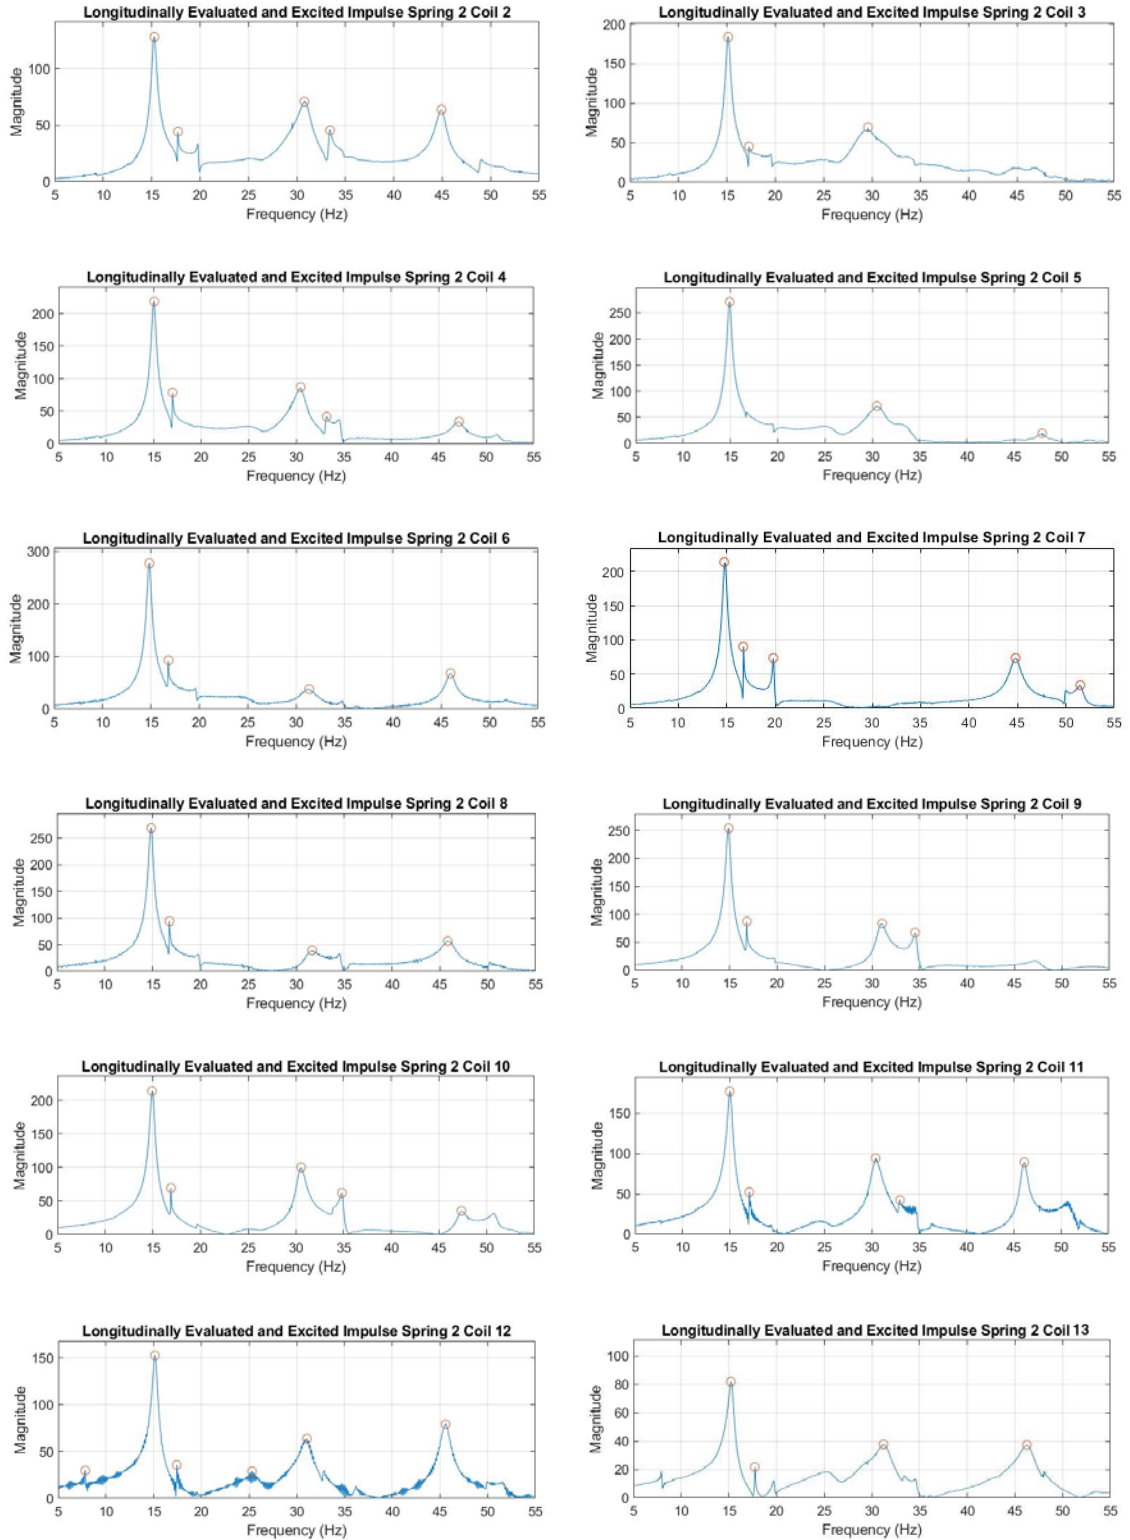 Longitudinally Evaluated and Excited Impulse Spring 2 Coil 2
Magnitude
100
50
0
5 10 15 20 25 30 35 40 45 50 55
Frequency (Hz)
Longitudinally Evaluated and Excited Impulse Spring 2 Coil 3
Magnitude
200
150
100
50
0
5 10 15 20 25 30 35 40 45 50 55
Frequency (Hz)
Longitudinally Evaluated and Excited Impulse Spring 2 Coil 4
Magnitude
200
150
100
50
0
5 10 15 20 25 30 35 40 45 50 55
Frequency (Hz)
Longitudinally Evaluated and Excited Impulse Spring 2 Coil 5
Magnitude
250
200
150
100
50
0
5 10 15 20 25 30 35 40 45 50 55
Frequency (Hz)
Longitudinally Evaluated and Excited Impulse Spring 2 Coil 6
Magnitude
300
200
100
0
5 10 15 20 25 30 35 40 45 50 55
Frequency (Hz)
Longitudinally Evaluated and Excited Impulse Spring 2 Coil 7
Magnitude
200
150
100
50
0
5 10 15 20 25 30 35 40 45 50 55
Frequency (Hz)
Longitudinally Evaluated and Excited Impulse Spring 2 Coil 8
Magnitude
250
200
150
100
50
0
5 10 15 20 25 30 35 40 45 50 55
Frequency (Hz)
Longitudinally Evaluated and Excited Impulse Spring 2 Coil 9
Magnitude
250
200
150
100
50
0
5 10 15 20 25 30 35 40 45 50 55
Frequency (Hz)
Longitudinally Evaluated and Excited Impulse Spring 2 Coil 10
Magnitude
200
150
100
50
0
5 10 15 20 25 30 35 40 45 50 55
Frequency (Hz)
Longitudinally Evaluated and Excited Impulse Spring 2 Coil 11
Magnitude
150
100
50
0
5 10 15 20 25 30 35 40 45 50 55
Frequency (Hz)
Longitudinally Evaluated and Excited Impulse Spring 2 Coil 12
Magnitude
150
100
50
0
5 10 15 20 25 30 35 40 45 50 55
Frequency (Hz)
Longitudinally Evaluated and Excited Impulse Spring 2 Coil 13
Magnitude
100
80
60
40
20
0
5 10 15 20 25 30 35 40 45 50 55
Frequency (Hz)